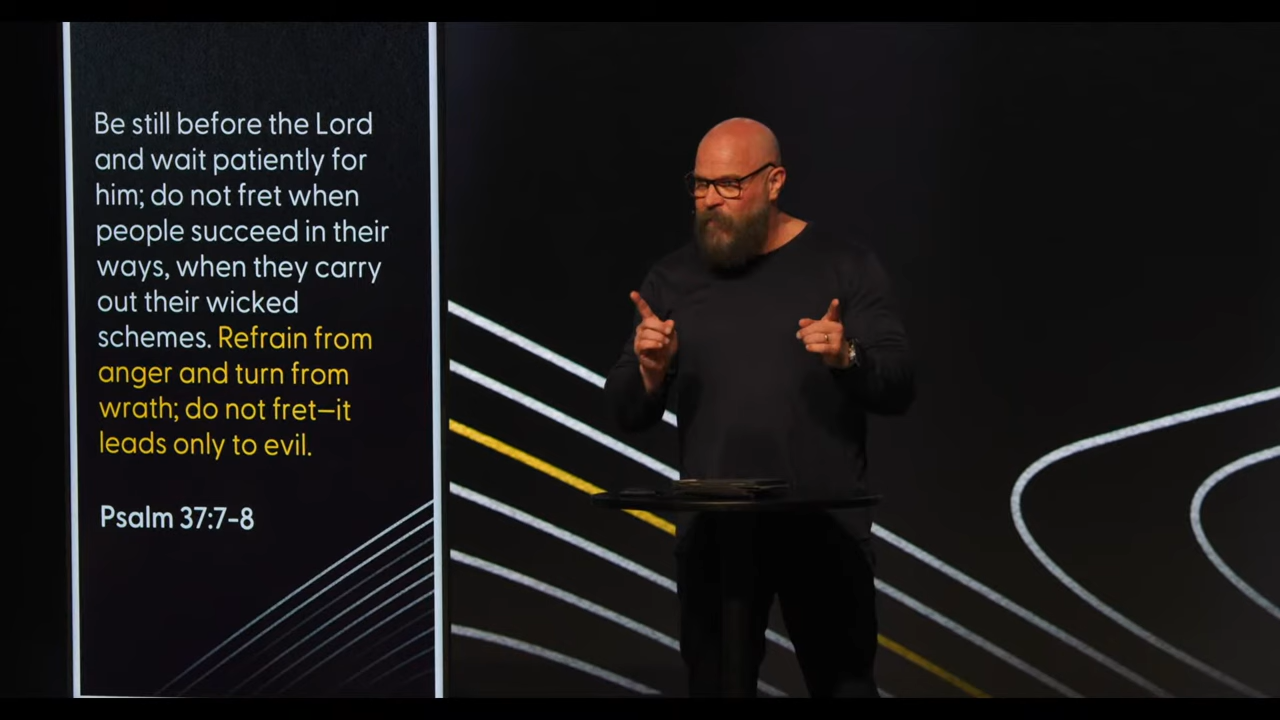 Be still before the Lord
and wait patiently for
him; do not fret when
people succeed in their
ways, when they carry
out their wicked
schemes. Refrain from
anger and turn from
wrath; do not fret—it
leads only to evil.
Psalm 37:7-8